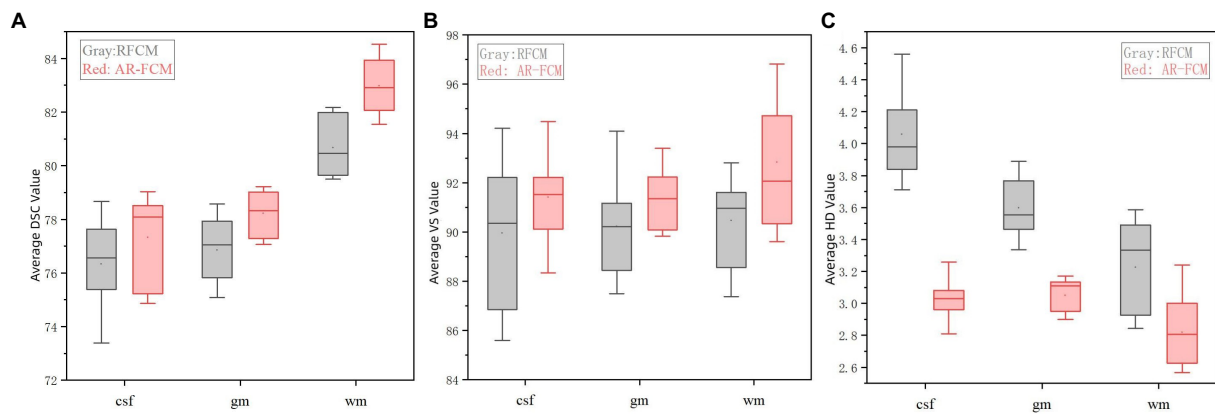 A
Average DSC Value
84
82
80
78
76
74
72
Gray:RFCM
Red: AR-FCM
csf gm wm
B
Average VS Value
98
96
94
92
90
88
86
84
Gray:RFCM
Red: AR-FCM
csf gm wm
C
Average HD Value
4.6
4.4
4.2
4.0
3.8
3.6
3.4
3.2
3.0
2.8
2.6
Gray:RFCM
Red: AR-FCM
csf gm wm